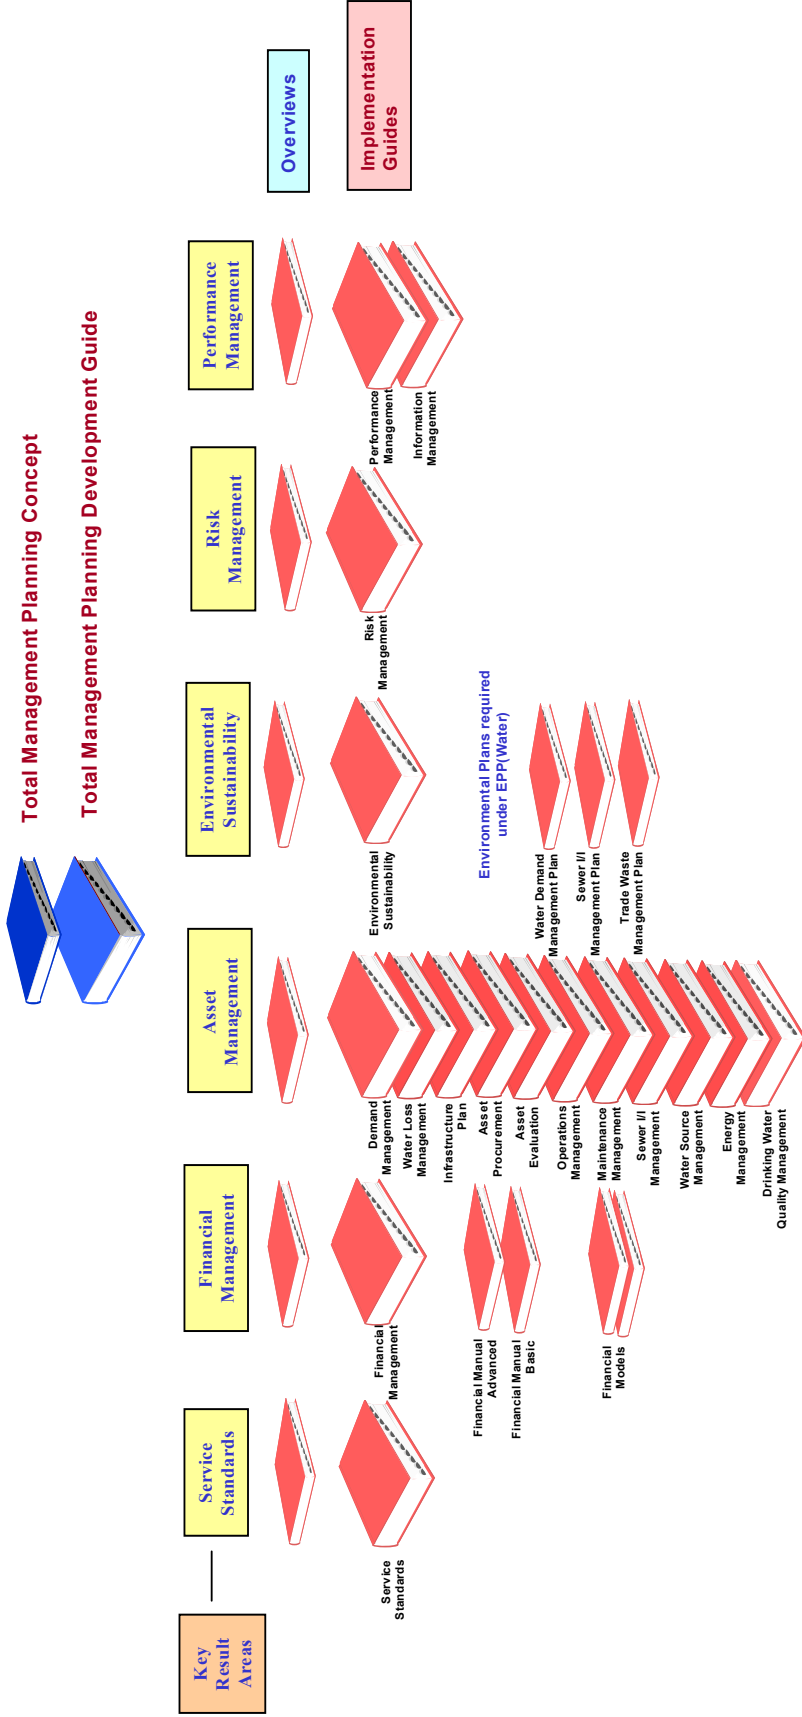 Total Management Planning Concept
Total Management Planning Development Guide
Key
Result
Areas
Service
Standards
Financial
Management
Asset
Management
Environmental
Sustainability
Risk
Management
Performance
Management
Overviews
Implementation
Guides
Service
Standards
Financial
Management
Financial Manual
Advanced
Financial Manual
Basic
Financial
Models
Demand
Management
Water Loss
Management
Infrastructure
Plan
Asset
Procurement
Asset
Evaluation
Operations
Management
Maintenance
Management
Sewer I/I
Management
Water Source
Management
Energy
Management
Drinking Water
Quality Management
Environmental
Sustainability
Environmental Plans required
under EPP(Water)
Water Demand
Management Plan
Sewer I/I
Management Plan
Trade Waste
Management Plan
Risk
Management
Performance
Management
Information
Management